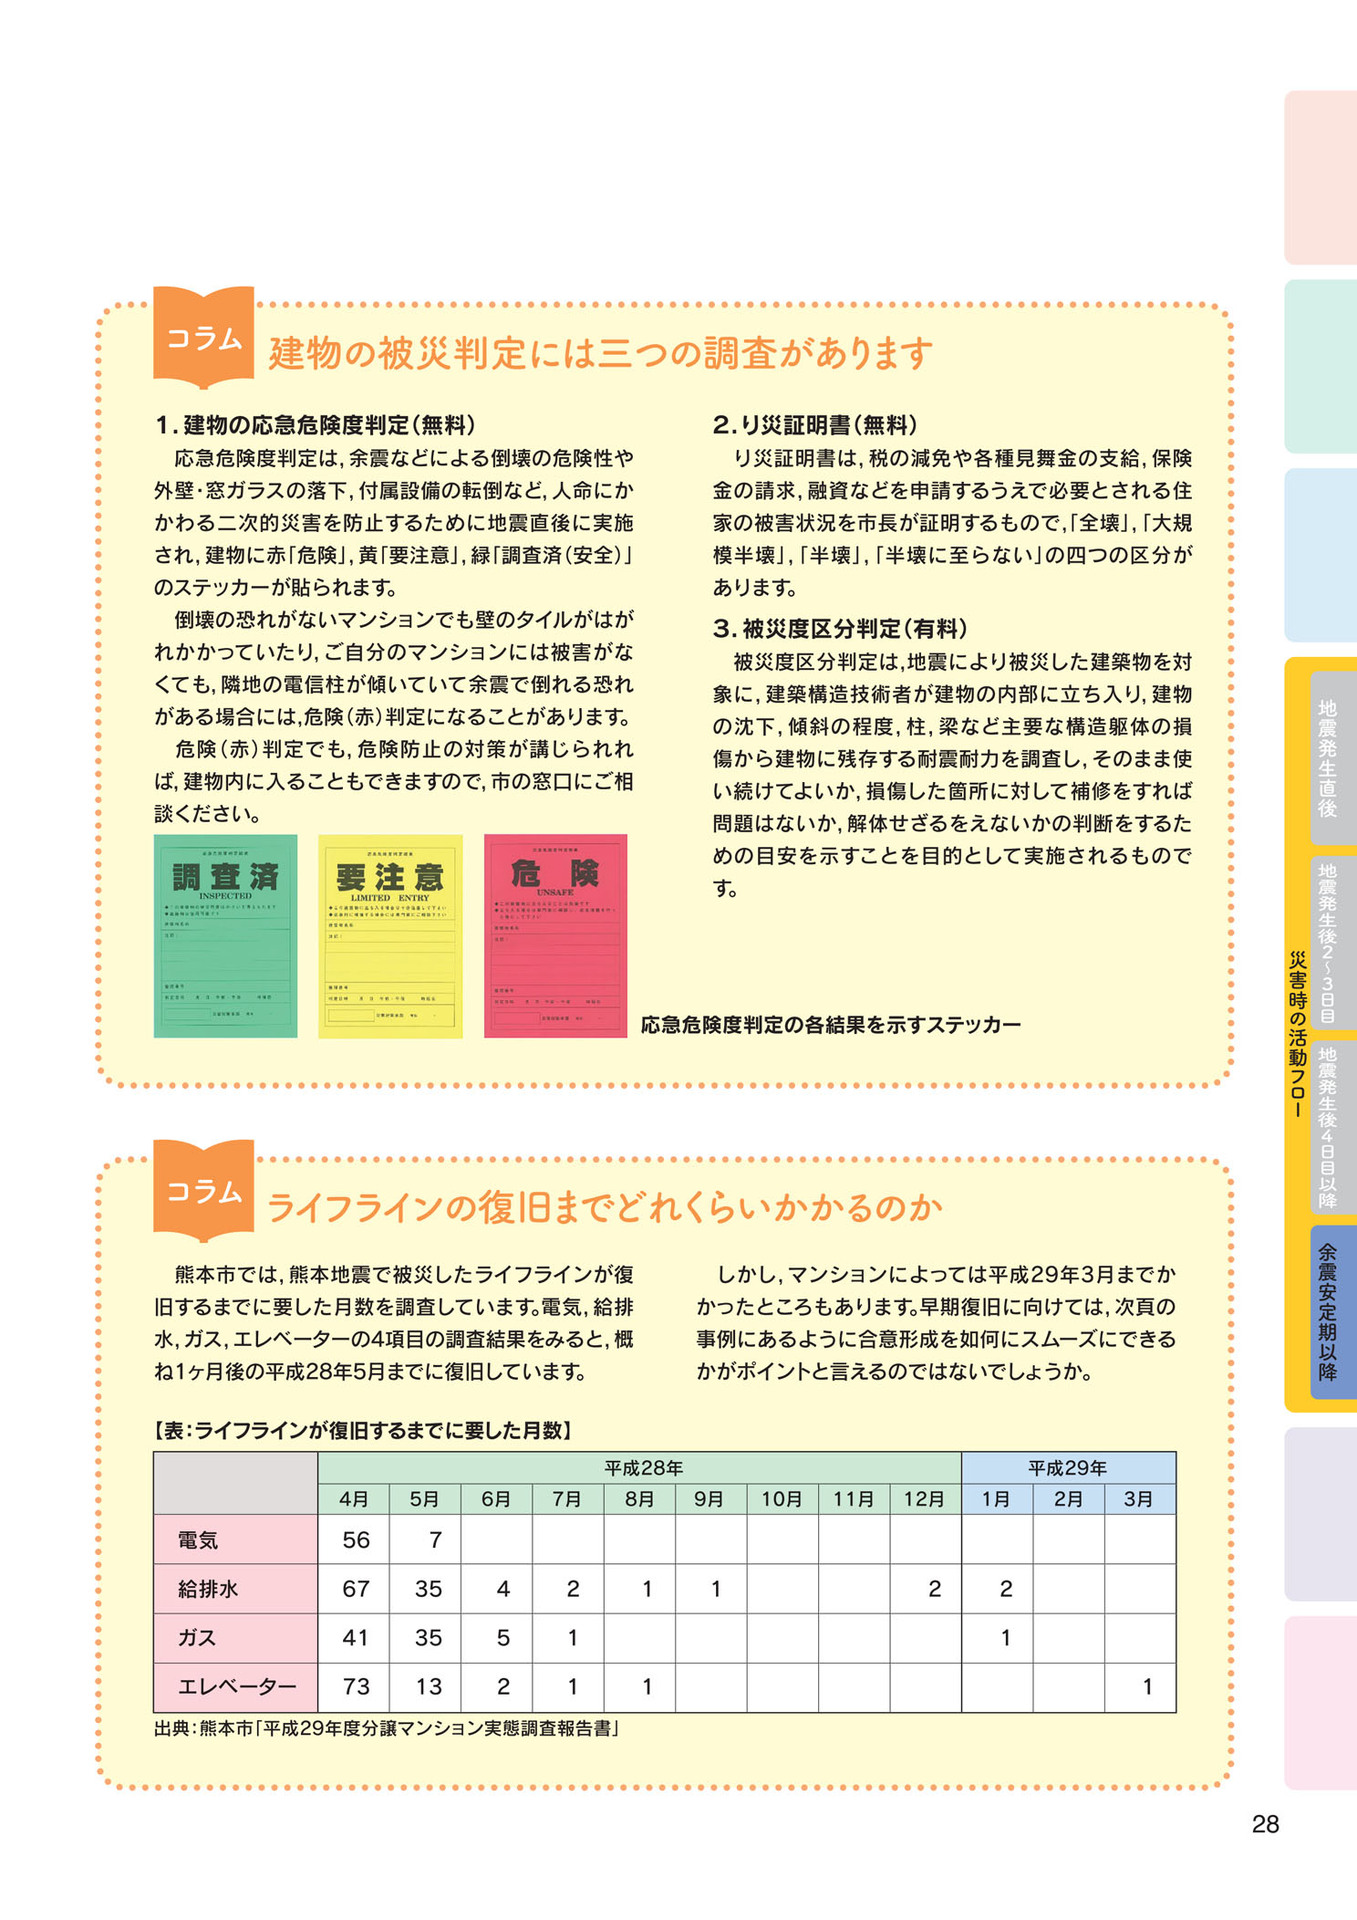 コラム
建物の被災判定には三つの調査があります
1．建物の応急危険度判定（無料）
応急危険度判定は，余震などによる倒壊の危険性や
外壁・窓ガラスの落下，付属設備の転倒など，人命にか
かわる二次的災害を防止するために地震直後に実施
され，建物に赤「危険」，黄「要注意」，緑「調査済（安全）」
のステッカーが貼られます。
倒壊の恐れがないマンションでも壁のタイルがはが
れかかっていたり，ご自分のマンションには被害がな
くても，隣地の電信柱が傾いていて余震で倒れる恐れ
がある場合には，危険（赤）判定になることがあります。
危険（赤）判定でも，危険防止の対策が講じられれ
ば，建物内に入ることもできますので，市の窓口にご相
談ください。
調査済
INSPECTED
要注意
LIMITED ENTRY
危険
UNSAFE
応急危険度判定の各結果を示すステッカー
2．り災証明書（無料）
り災証明書は，税の減免や各種見舞金の支給，保険
金の請求，融資などを申請するうえで必要とされる住
家の被害状況を市長が証明するもので，「全壊」，「大規
模半壊」，「半壊」，「半壊に至らない」の四つの区分が
あります。
3．被災度区分判定（有料）
被災度区分判定は，地震により被災した建築物を対
象に，建築構造技術者が建物の内部に立ち入り，建物
の沈下，傾斜の程度，柱，梁など主要な構造躯体の損
傷から建物に残存する耐震耐力を調査し，そのまま使
い続けてよいか，損傷した箇所に対して補修をすれば
問題はないか，解体せざるをえないかの判断をするた
めの目安を示すことを目的として実施されるもので
す。
コラム
ライフラインの復旧までどれくらいかかるのか
熊本市では，熊本地震で被災したライフラインが復
旧するまでに要した月数を調査しています。電気，給排
水，ガス，エレベーターの4項目の調査結果をみると，概
ね1ヶ月後の平成28年5月までに復旧しています。
しかし，マンションによっては平成29年3月までか
かったところもあります。早期復旧に向けては，次頁の
事例にあるように合意形成を如何にスムーズにできる
かがポイントと言えるのではないでしょうか。
【表：ライフラインが復旧するまでに要した月数】
平成28年 平成29年
4月 5月 6月 7月 8月 9月 10月 11月 12月 1月 2月 3月
電気 56 7
給排水 67 35 4 2 1 1 2 2
ガス 41 35 5 1 1
エレベーター 73 13 2 1 1 1
出典：熊本市「平成29年度分譲マンション実態調査報告書」
災害時の活動フロー
地震発生直後
地震発生後2～3日目
地震発生後4日目以降
余震安定期以降
28